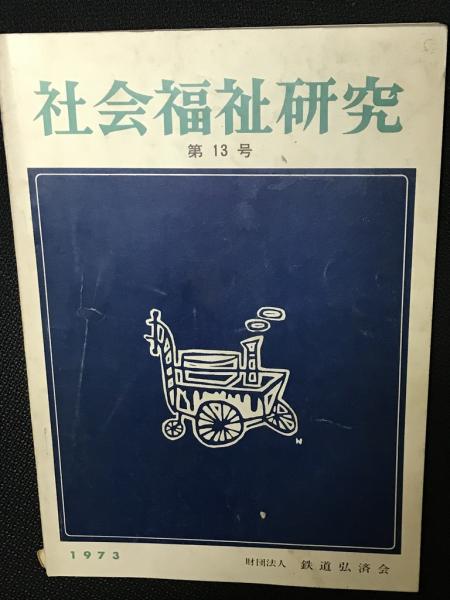 社会福祉研究
第13号
N
1973
財団法人 鉄道弘済会